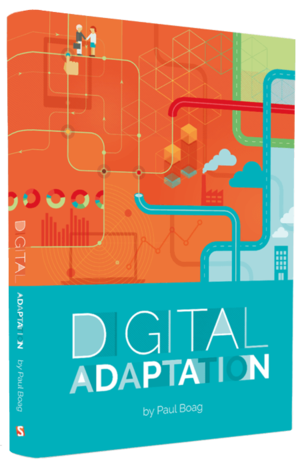 DIGITAL
ADAPTATION
by Paul Boag
DIGITAL
ADAPTATION
by Paul Boag
S